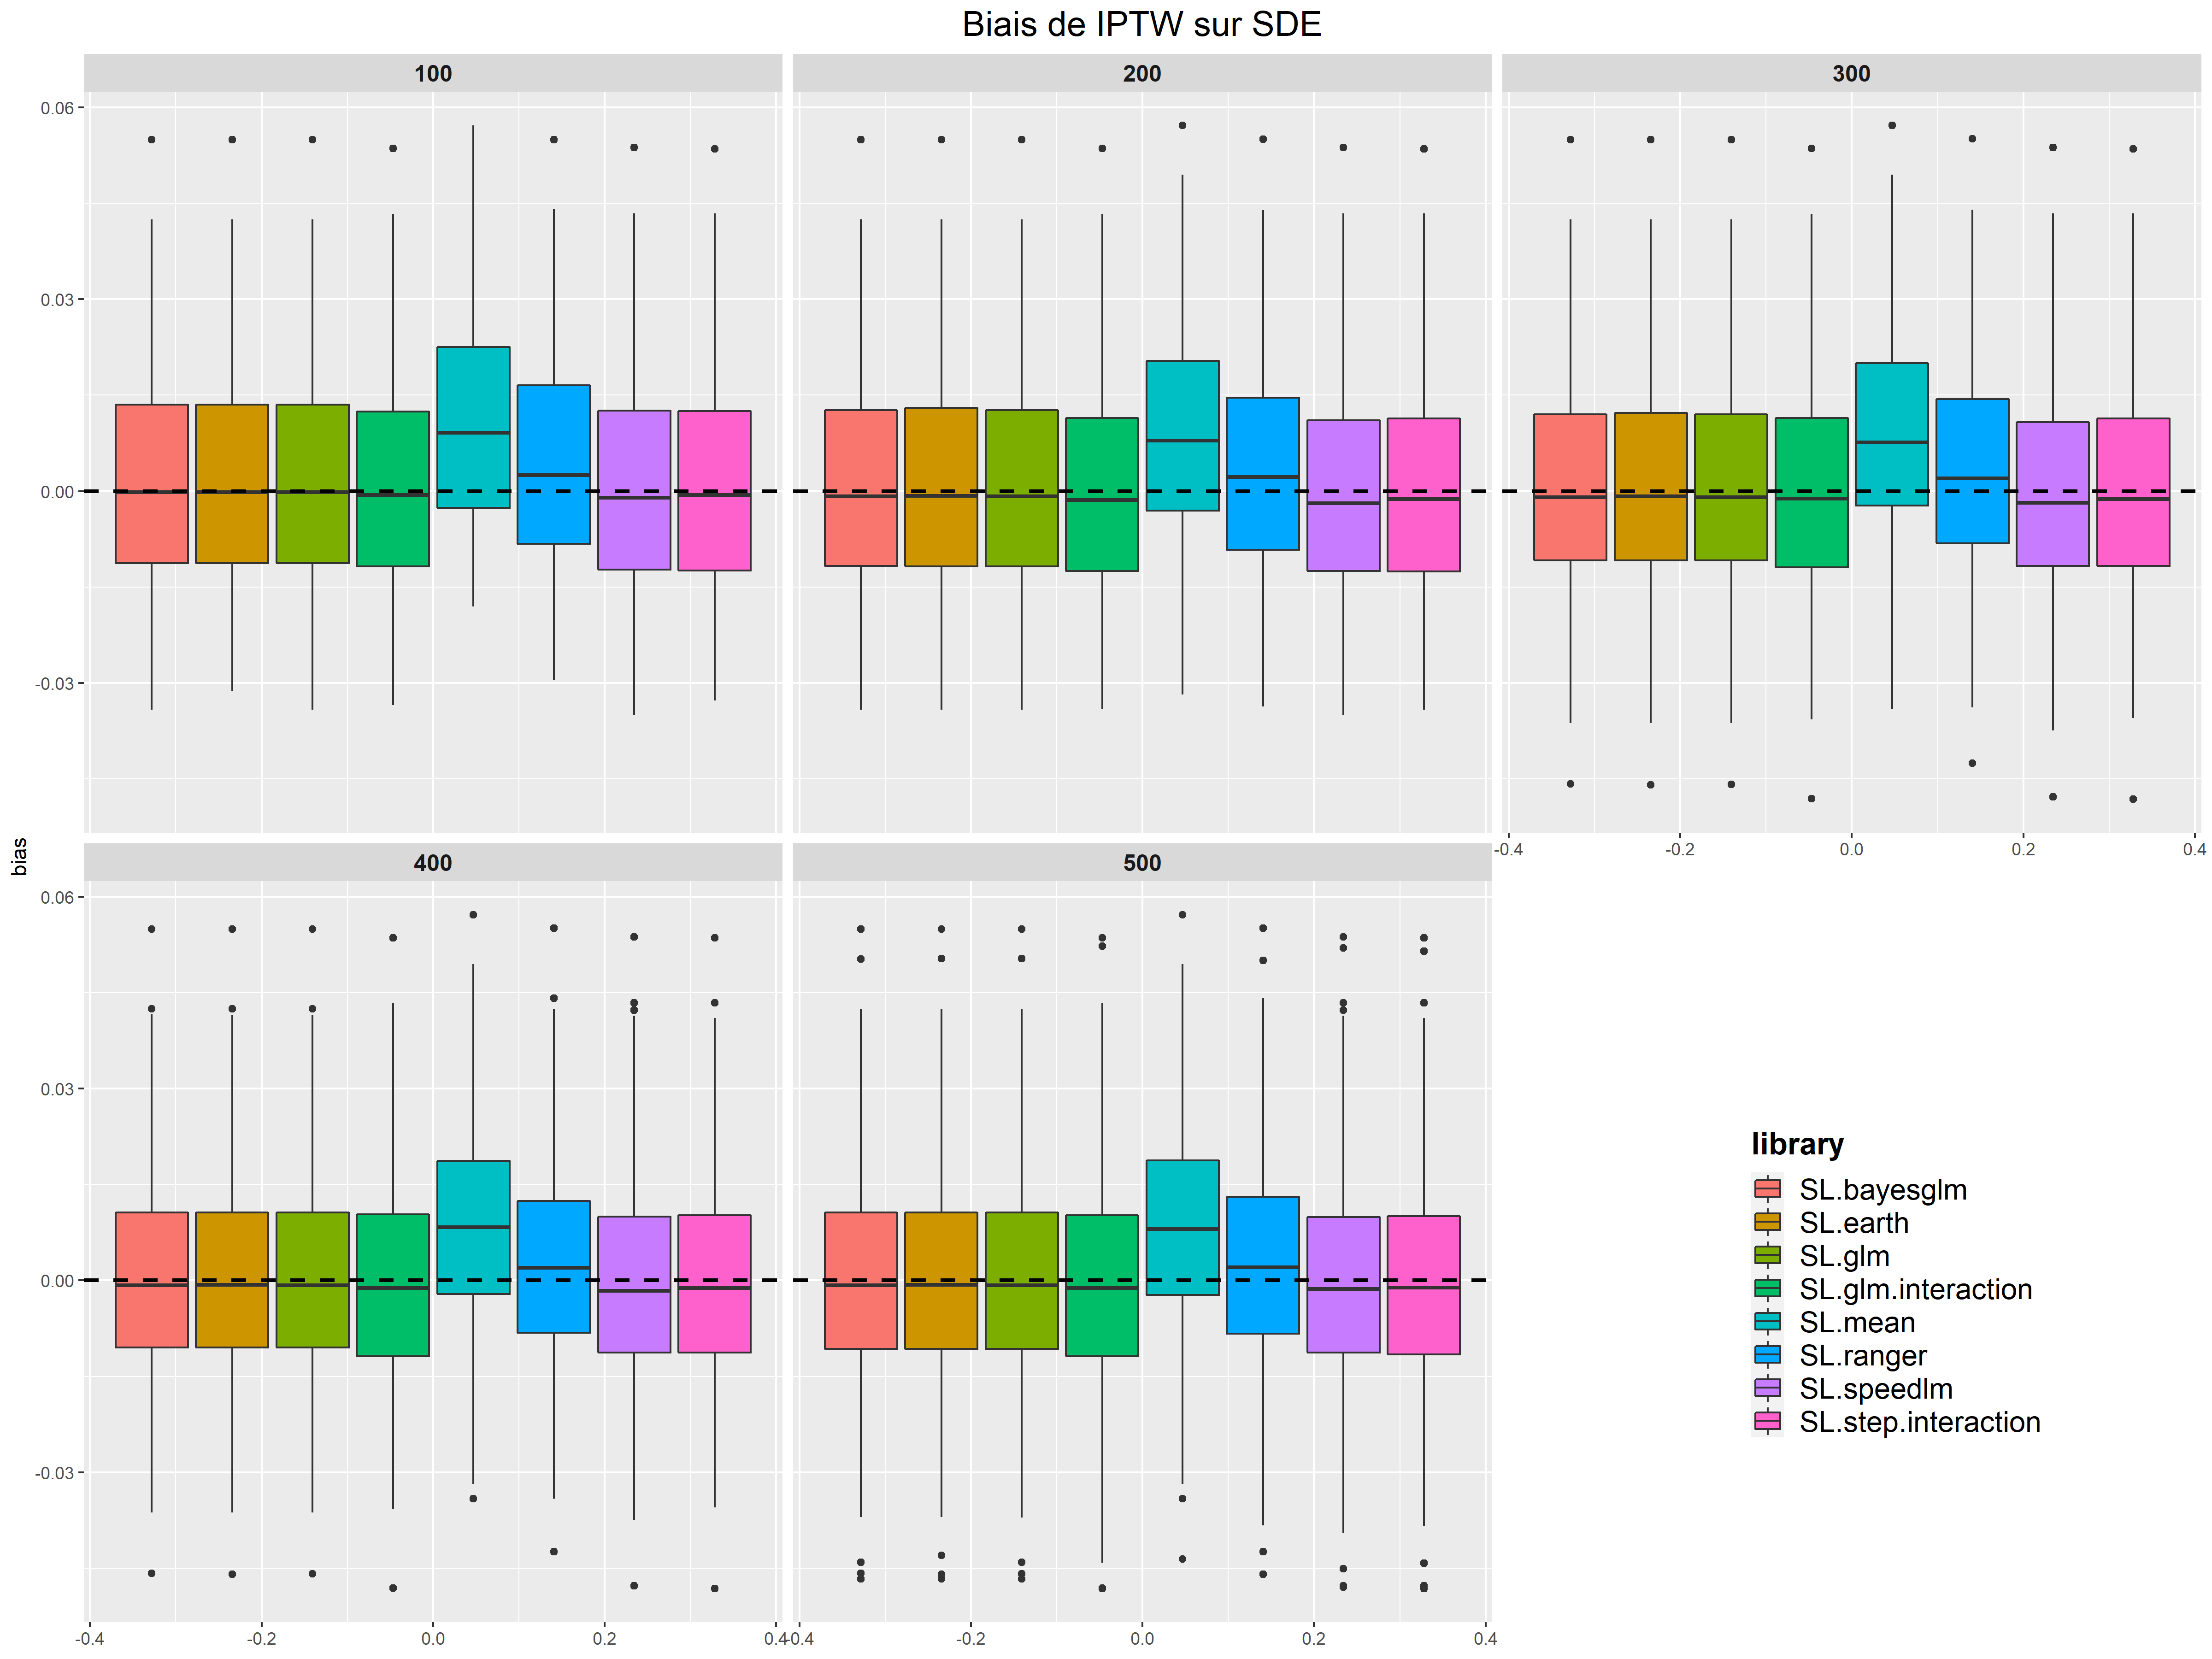 Biais de IPTW sur SDE
100
200
300
0.06
0.03
0.00
-0.03
-0.4
-0.2
0.0
0.2
0.4
bias
400
500
0.06
0.03
0.00
-0.03
-0.4
-0.2
0.0
0.2
0.4
-0.4
-0.2
0.0
0.2
0.4
library
SL.bayesglm
SL.earth
SL.glm
SL.glm.interaction
SL.mean
SL.ranger
SL.speedlm
SL.step.interaction